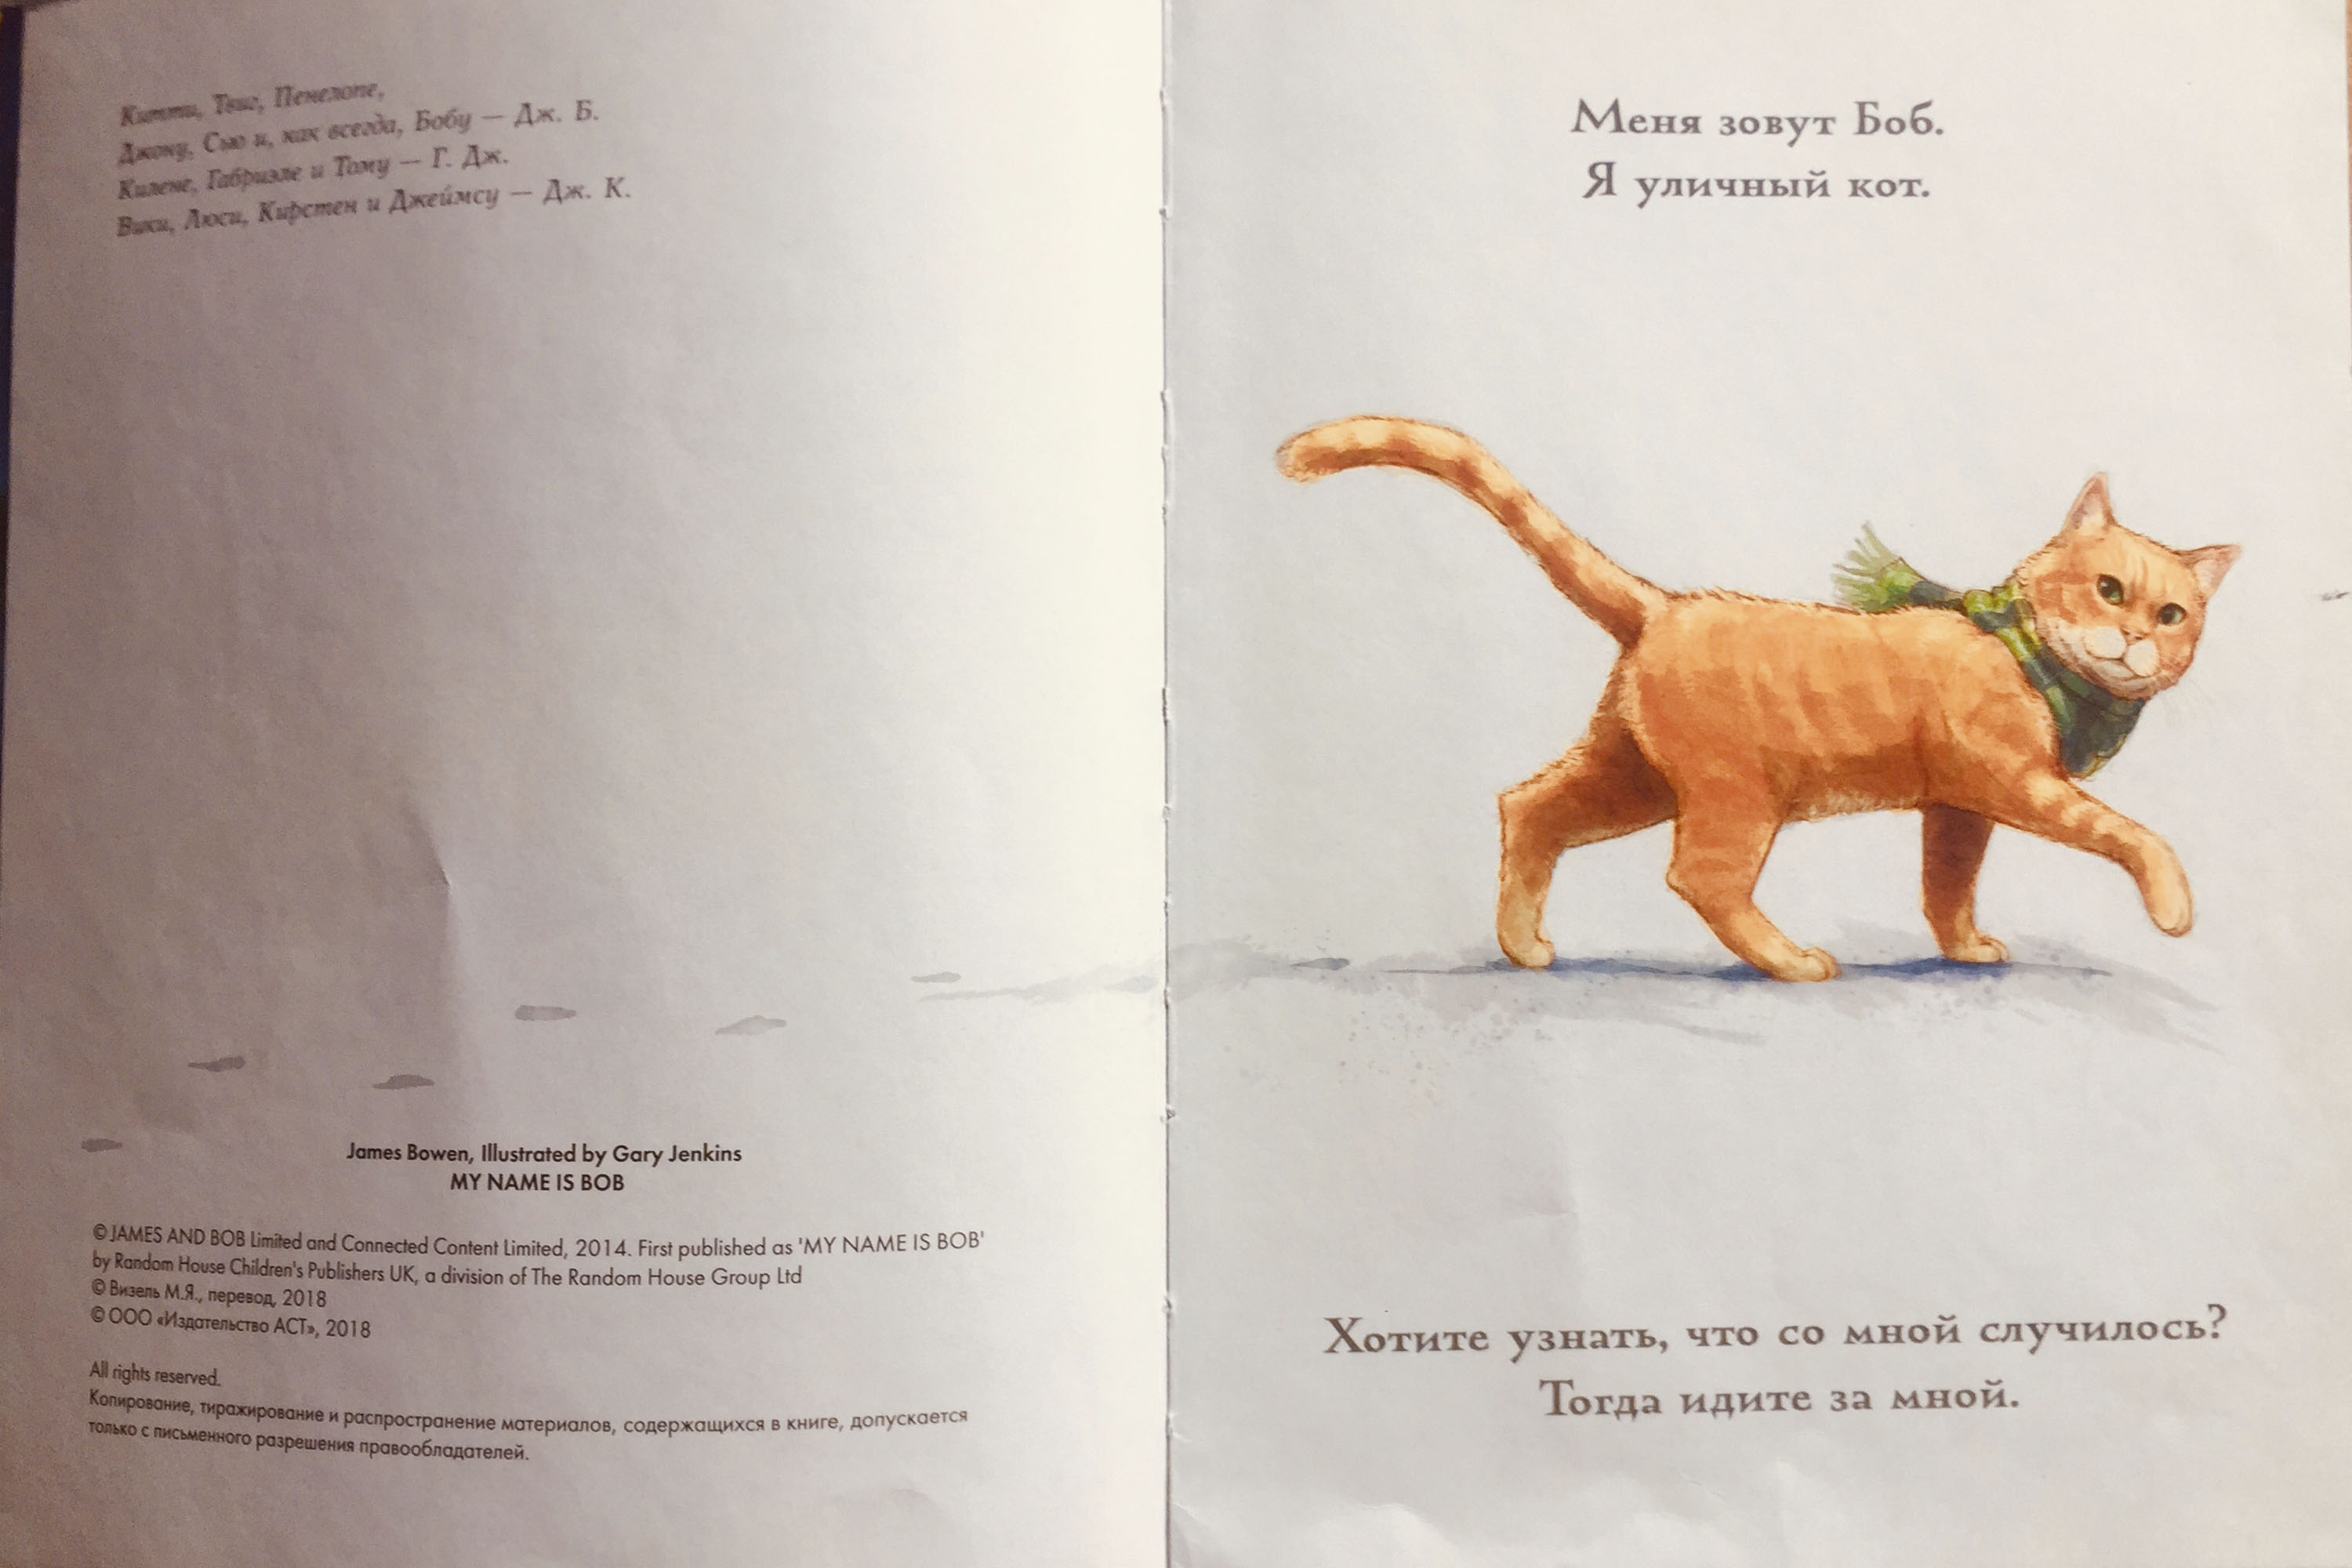 Китти, Твиг, Пенелопе,
Джону, Сью и, как всегда, Бобу — Дж. Б.
Килене, Габриэле и Тому — Г. Дж.
Вики, Люси, Кирстен и Джеймсу — Дж. К.
James Bowen, Illustrated by Gary Jenkins
MY NAME IS BOB
© JAMES AND BOB Limited and Connected Content Limited, 2014. First published as 'MY NAME IS BOB'
by Random House Children's Publishers UK, a division of The Random House Group Ltd
© Визель М.Я., перевод, 2018
© ООО «Издательство АСТ», 2018
All rights reserved.
Копирование, тиражирование и распространение материалов, содержащихся в книге, допускается
только с письменного разрешения правообладателей.
Меня зовут Боб.
Я уличный кот.
Хотите узнать, что со мной случилось?
Тогда идите за мной.